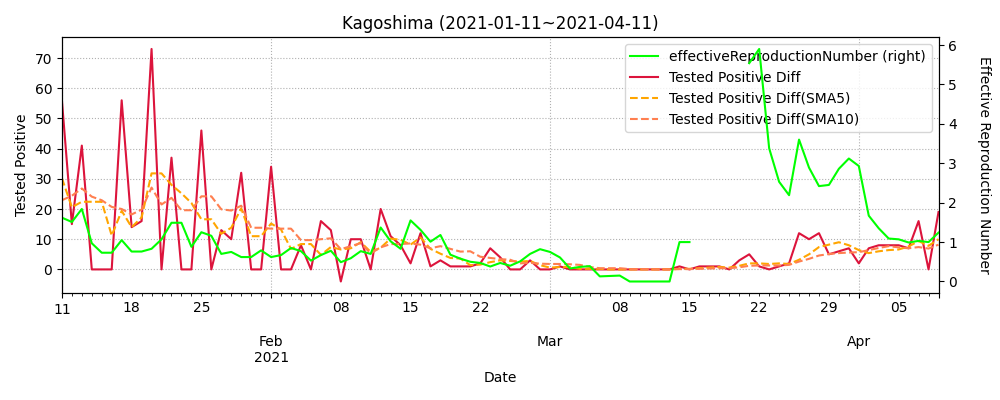 Kagoshima (2021-01-11~2021-04-11)
effectiveReproductionNumber (right)
Tested Positive Diff
Tested Positive Diff(SMA5)
Tested Positive Diff(SMA10)
Tested Positive
70
60
50
40
30
20
10
0
6
5
4
3
2
1
0
Effective Reproduction Number
11 18 25 08 15 22 08 15 22 29 05
Feb Mar Apr
2021
Date